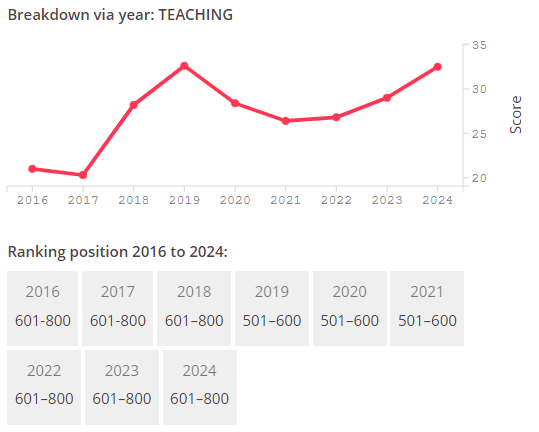 Breakdown via year: TEACHING
35
30
25
20
Score
2016 2017 2018 2019 2020 2021 2022 2023 2024
Ranking position 2016 to 2024:
2016 2017 2018 2019 2020 2021
601-800 601-800 601–800 501–600 501–600 501–600
2022 2023 2024
601–800 601–800 601–800